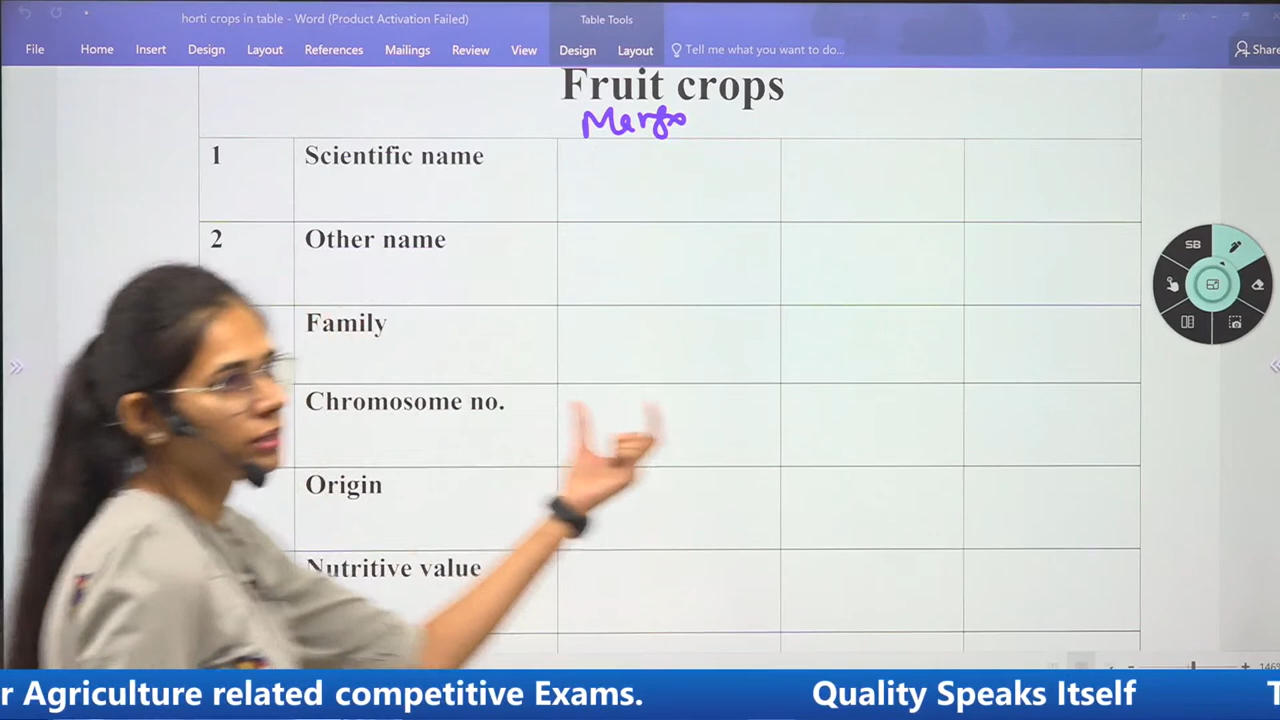 horti crops in table - Word (Product Activation Failed)
Table Tools
File Home Insert Design Layout References Mailings Review View Design Layout Tell me what you want to do... Share
Fruit crops
Mango
1 Scientific name
2 Other name
Family
Chromosome no.
Origin
Nutritive value
SB
r Agriculture related competitive Exams. Quality Speaks Itself T